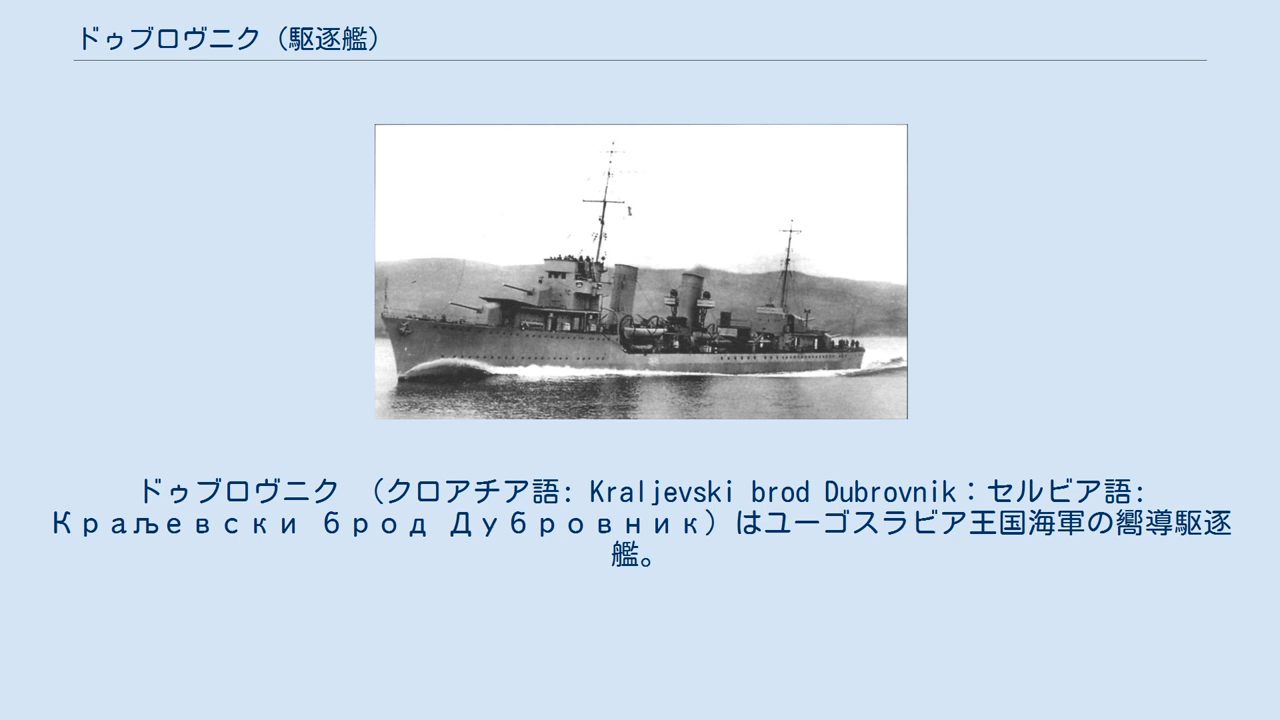 ドゥブロヴニク（駆逐艦）
ドゥブロヴニク （クロアチア語: Kraljevski brod Dubrovnik：セルビア語:
Краљевски брод Дубровник）はユーゴスラビア王国海軍の嚮導駆逐
艦。